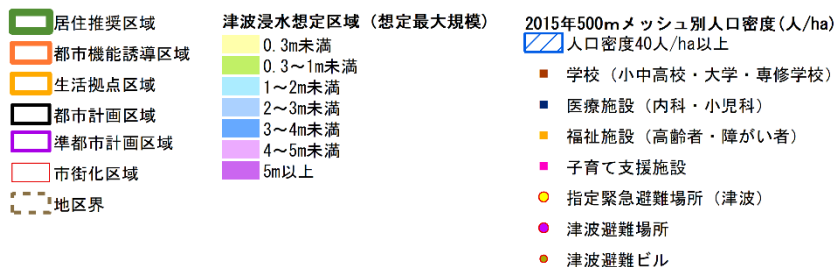 居住推奨区域
都市機能誘導区域
生活拠点区域
都市計画区域
準都市計画区域
市街化区域
地区界
津波浸水想定区域（想定最大規模）
0.3m未満
0.3～1m未満
1～2m未満
2～3m未満
3～4m未満
4～5m未満
5m以上
2015年500mメッシュ別人口密度(人/ha)
人口密度40人/ha以上
学校（小中高校・大学・専修学校）
医療施設（内科・小児科）
福祉施設（高齢者・障がい者）
子育て支援施設
指定緊急避難場所（津波）
津波避難場所
津波避難ビル